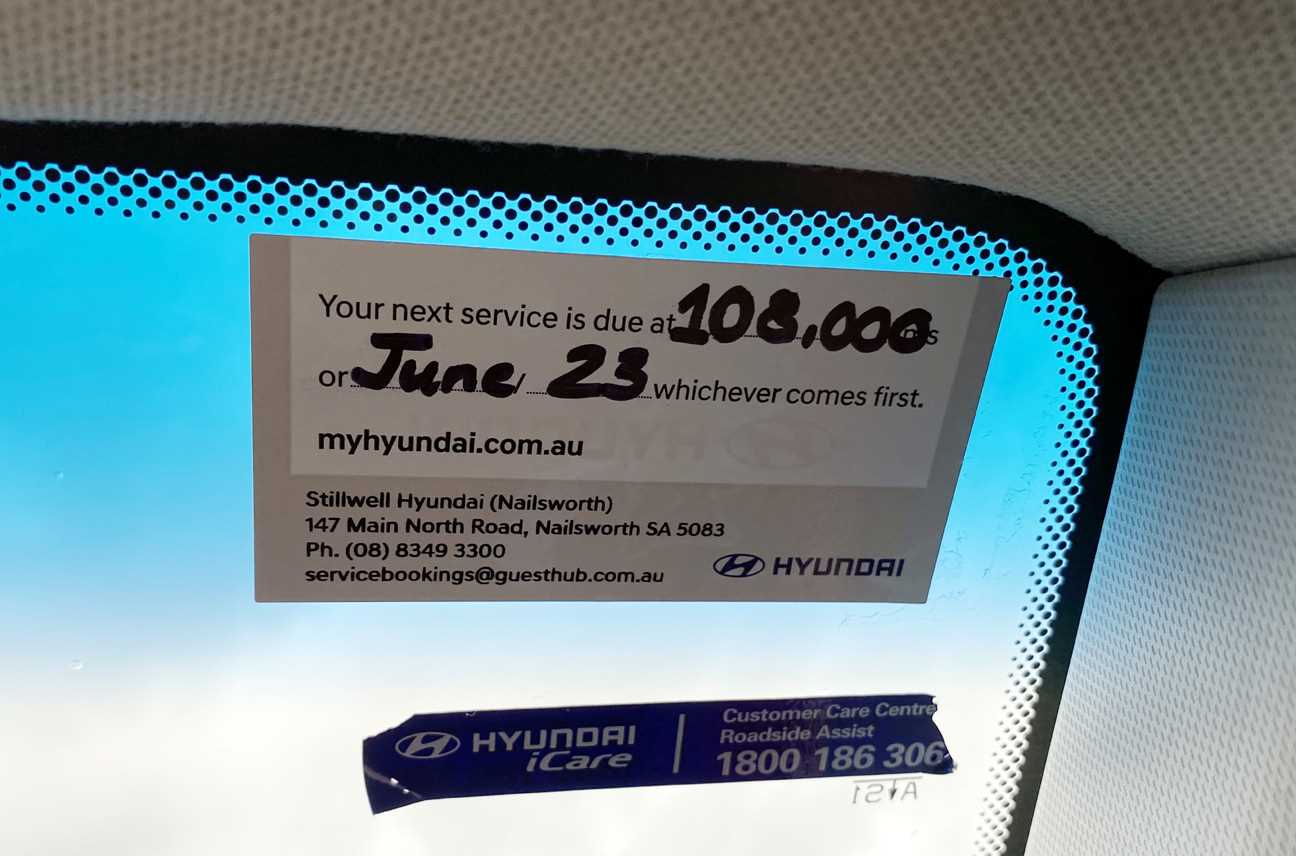 Your next service is due at 108,000
or June / 23 whichever comes first.
myhyundai.com.au
Stillwell Hyundai (Nailsworth)
147 Main North Road, Nailsworth SA 5083
Ph. (08) 8349 3300
servicebookings@guesthub.com.au
HYUNDAI
HYUNDAI
iCare
Customer Care Centre
Roadside Assist
1800 186 306